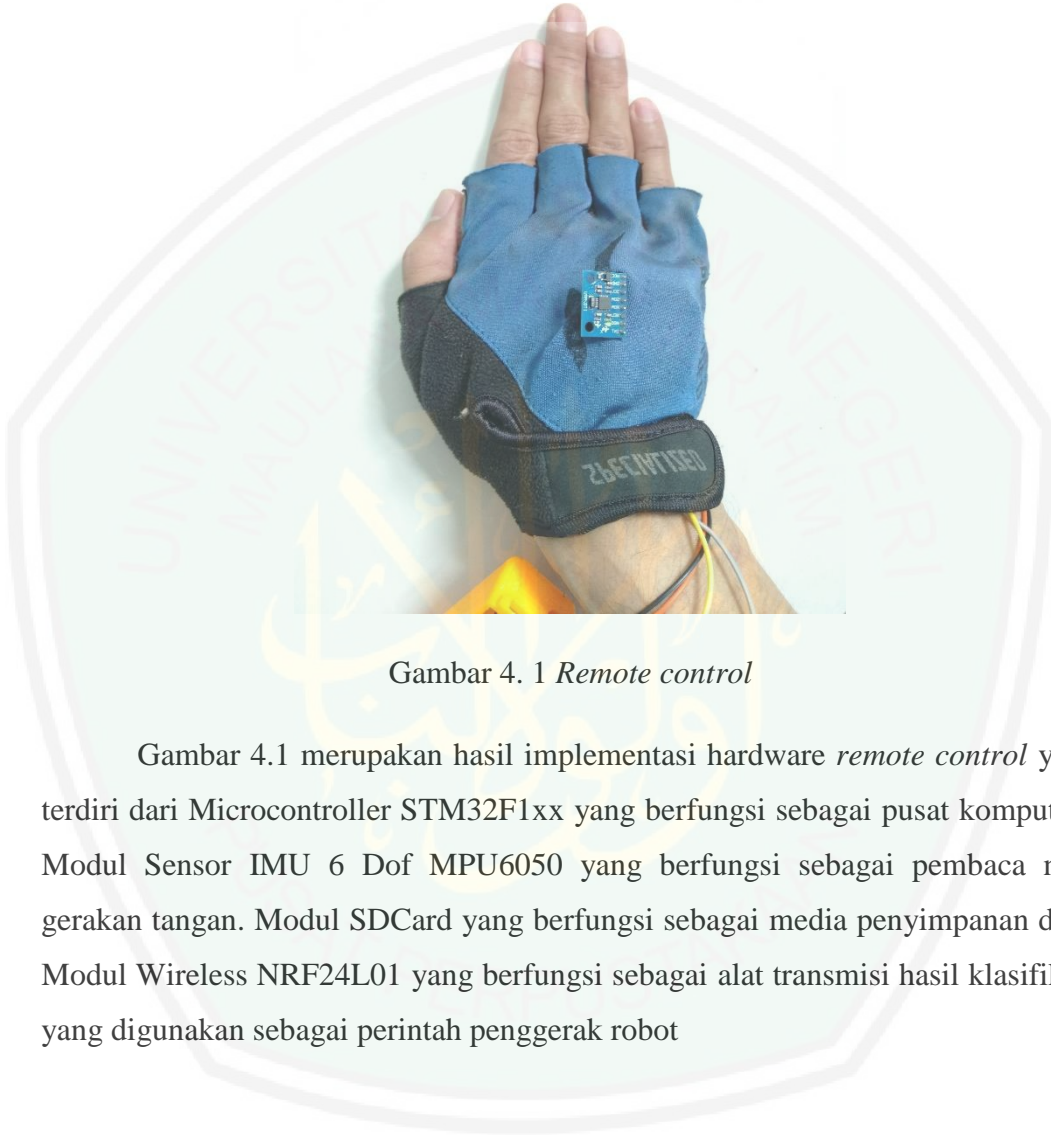 SPECIALIZED
Gambar 4. 1 Remote control
Gambar 4.1 merupakan hasil implementasi hardware remote control y
terdiri dari Microcontroller STM32F1xx yang berfungsi sebagai pusat komput
Modul Sensor IMU 6 Dof MPU6050 yang berfungsi sebagai pembaca
gerakan tangan. Modul SDCard yang berfungsi sebagai media penyimpanan d
Modul Wireless NRF24L01 yang berfungsi sebagai alat transmisi hasil klasifi
yang digunakan sebagai perintah penggerak robot